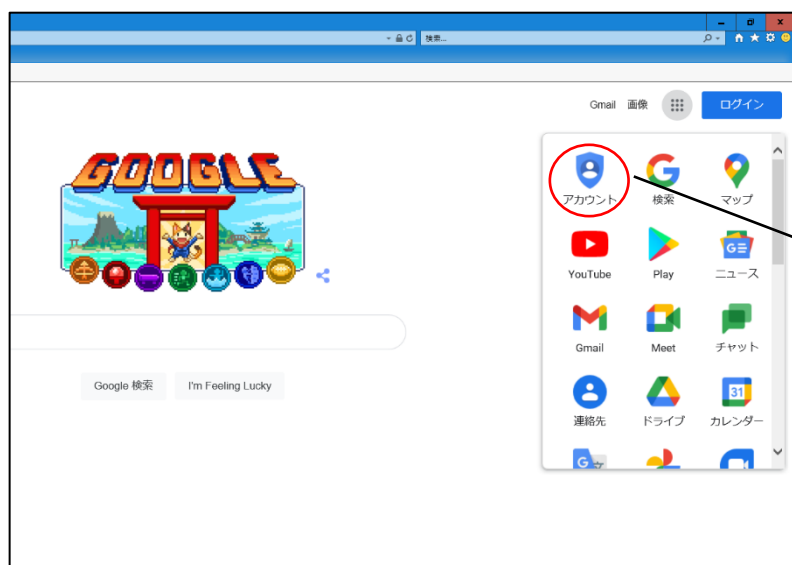 検索...
Gmail 画像 ログイン
GOOGLE
アカウント 検索 マップ
YouTube Play ニュース
Gmail Meet チャット
31
連絡先 ドライブ カレンダー
Google 検索 I'm Feeling Lucky